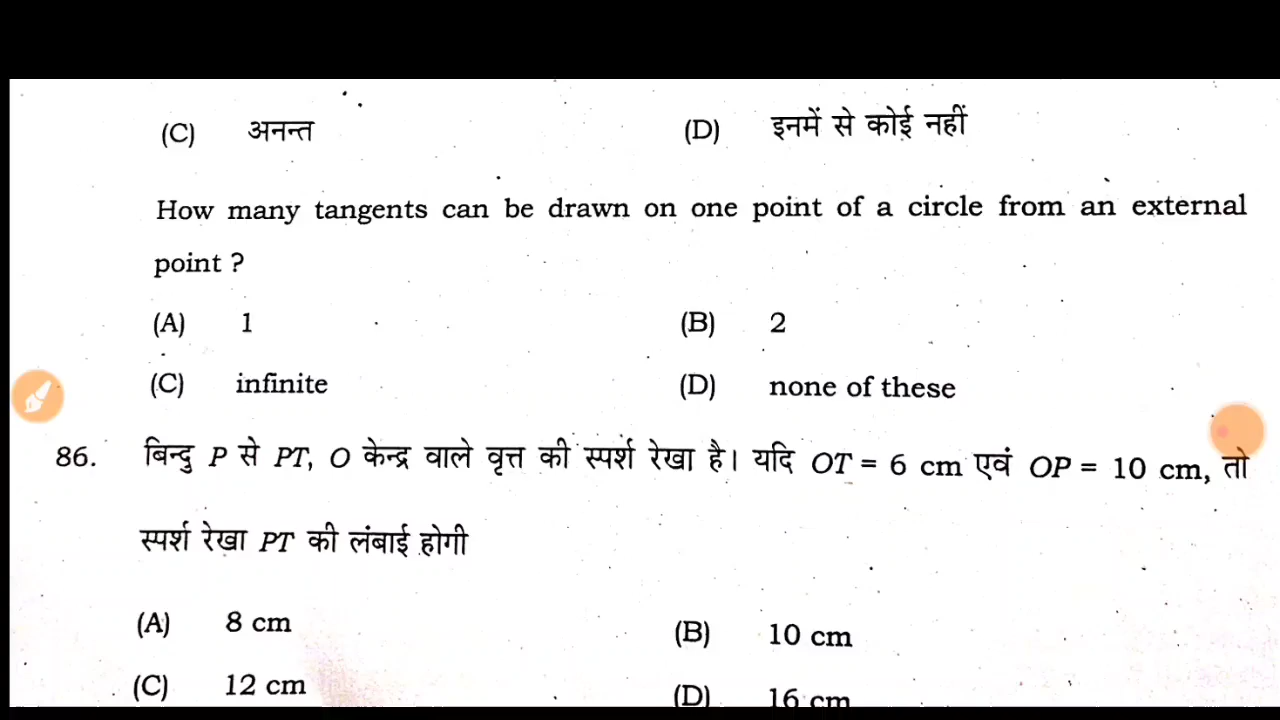 (C) अनन्त (D) इनमें से कोई नहीं
How many tangents can be drawn on one point of a circle from an external
point ?
(A) 1 (B) 2
(C) infinite (D) none of these
86. बिन्दु P से PT, O केन्द्र वाले वृत्त की स्पर्श रेखा है। यदि OT = 6 cm एवं OP = 10 cm, तो
स्पर्श रेखा PT की लंबाई होगी
(A) 8 cm (B) 10 cm
(C) 12 cm (D) 16 cm